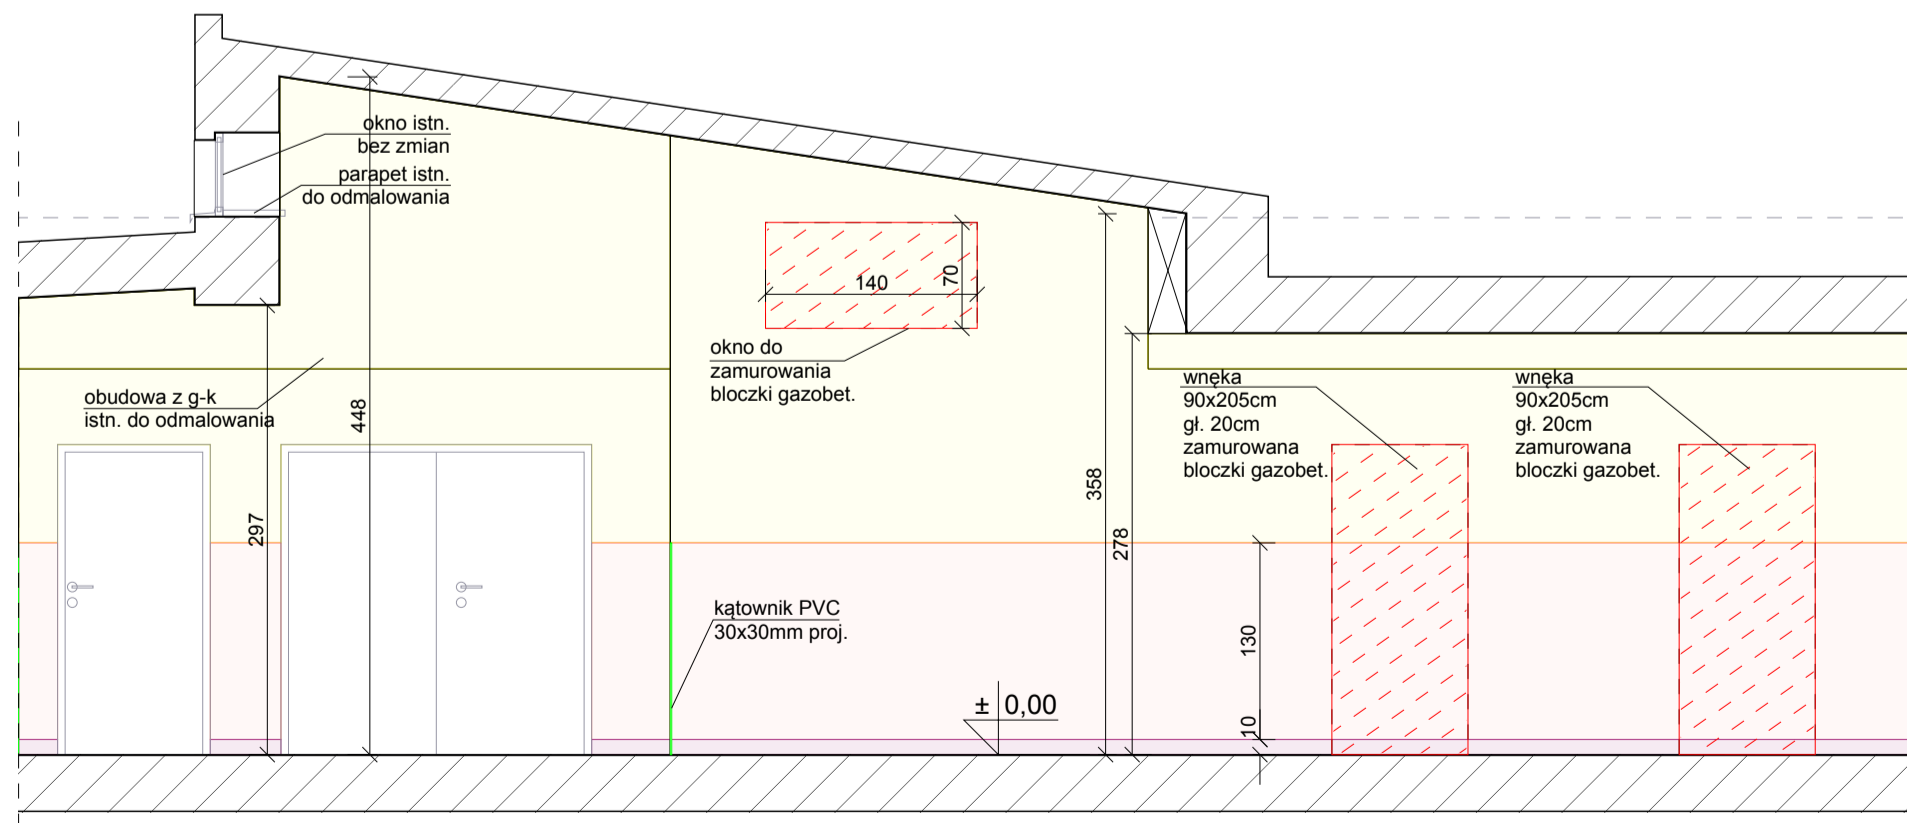 okno istn.
bez zmian
parapet istn.
do odmalowania
obudowa z g-k
istn. do odmalowania
448
297
140
70
okno do
zamurowania
bloczki gazobet.
358
278
wnęka
90x205cm
gł. 20cm
zamurowana
bloczki gazobet.
wnęka
90x205cm
gł. 20cm
zamurowana
bloczki gazobet.
kątownik PVC
30x30mm proj.
± 0,00
130
10